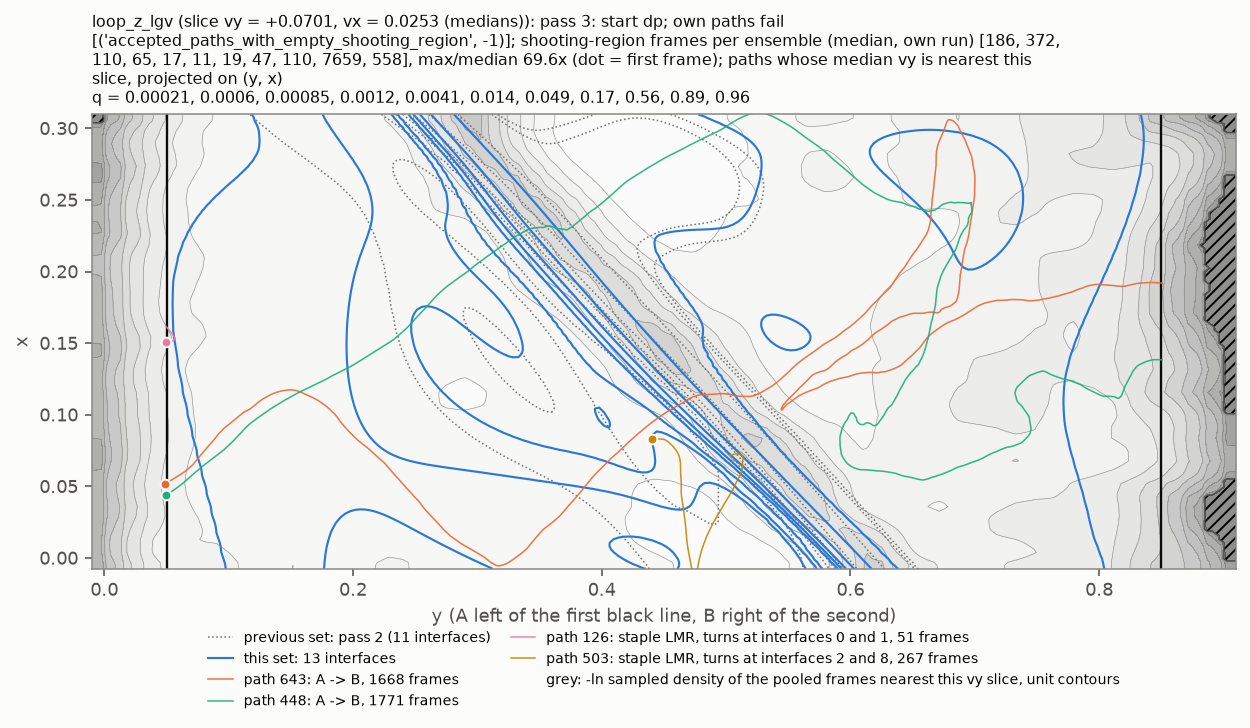 loop_z_lgv (slice vy = +0.0701, vx = 0.0253 (medians)): pass 3: start dp; own paths fail
[('accepted_paths_with_empty_shooting_region', -1)]; shooting-region frames per ensemble (median, own run) [186, 372,
110, 65, 17, 11, 19, 47, 110, 7659, 558], max/median 69.6x (dot = first frame); paths whose median vy is nearest this
slice, projected on (y, x)
q = 0.00021, 0.0006, 0.00085, 0.0012, 0.0041, 0.014, 0.049, 0.17, 0.56, 0.89, 0.96
0.30
0.25
0.20
0.15
0.10
0.05
0.00
x
0.0 0.2 0.4 0.6 0.8
y (A left of the first black line, B right of the second)
previous set: pass 2 (11 interfaces)
this set: 13 interfaces
path 643: A -> B, 1668 frames
path 448: A -> B, 1771 frames
path 126: staple LMR, turns at interfaces 0 and 1, 51 frames
path 503: staple LMR, turns at interfaces 2 and 8, 267 frames
grey: -ln sampled density of the pooled frames nearest this vy slice, unit contours